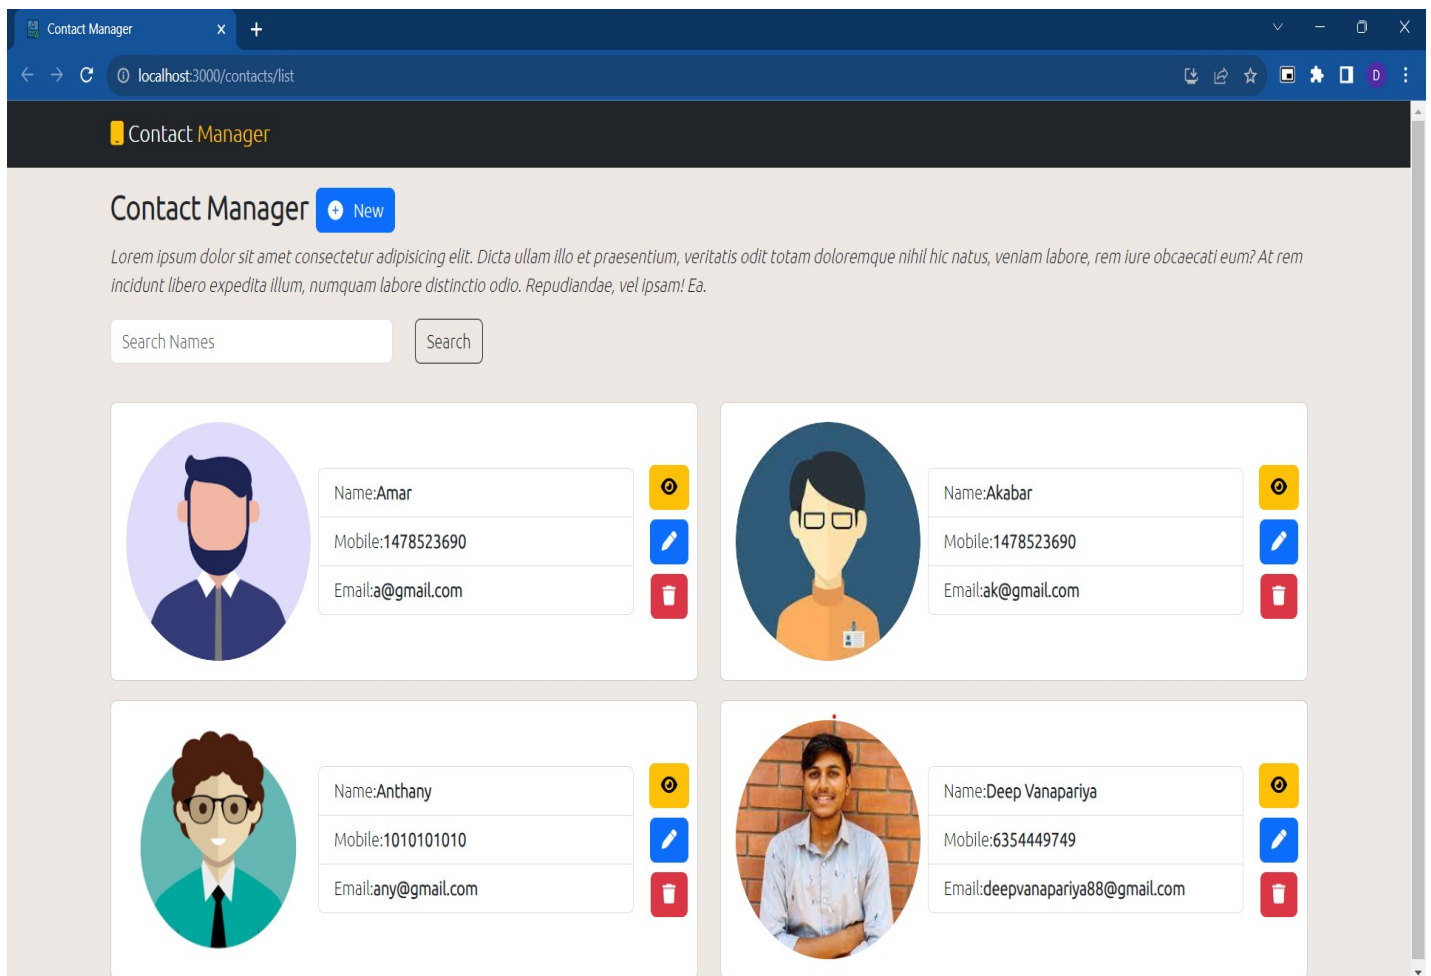 Contact Manager
localhost:3000/contacts/list
D
Contact Manager
Contact Manager New
Lorem ipsum dolor sit amet consectetur adipisicing elit. Dicta ullam illo et praesentium, veritatis odit totam doloremque nihil hic natus, veniam labore, rem iure obcaecati eum? At rem
incidunt libero expedita illum, numquam labore distinctio odio. Repudiandae, vel ipsam! Ea.
Search Names Search
Name:Amar
Mobile:1478523690
Email:a@gmail.com
Name:Akabar
Mobile:1478523690
Email:ak@gmail.com
Name:Anthany
Mobile:1010101010
Email:any@gmail.com
Name:Deep Vanapariya
Mobile:6354449749
Email:deepvanapariya88@gmail.com